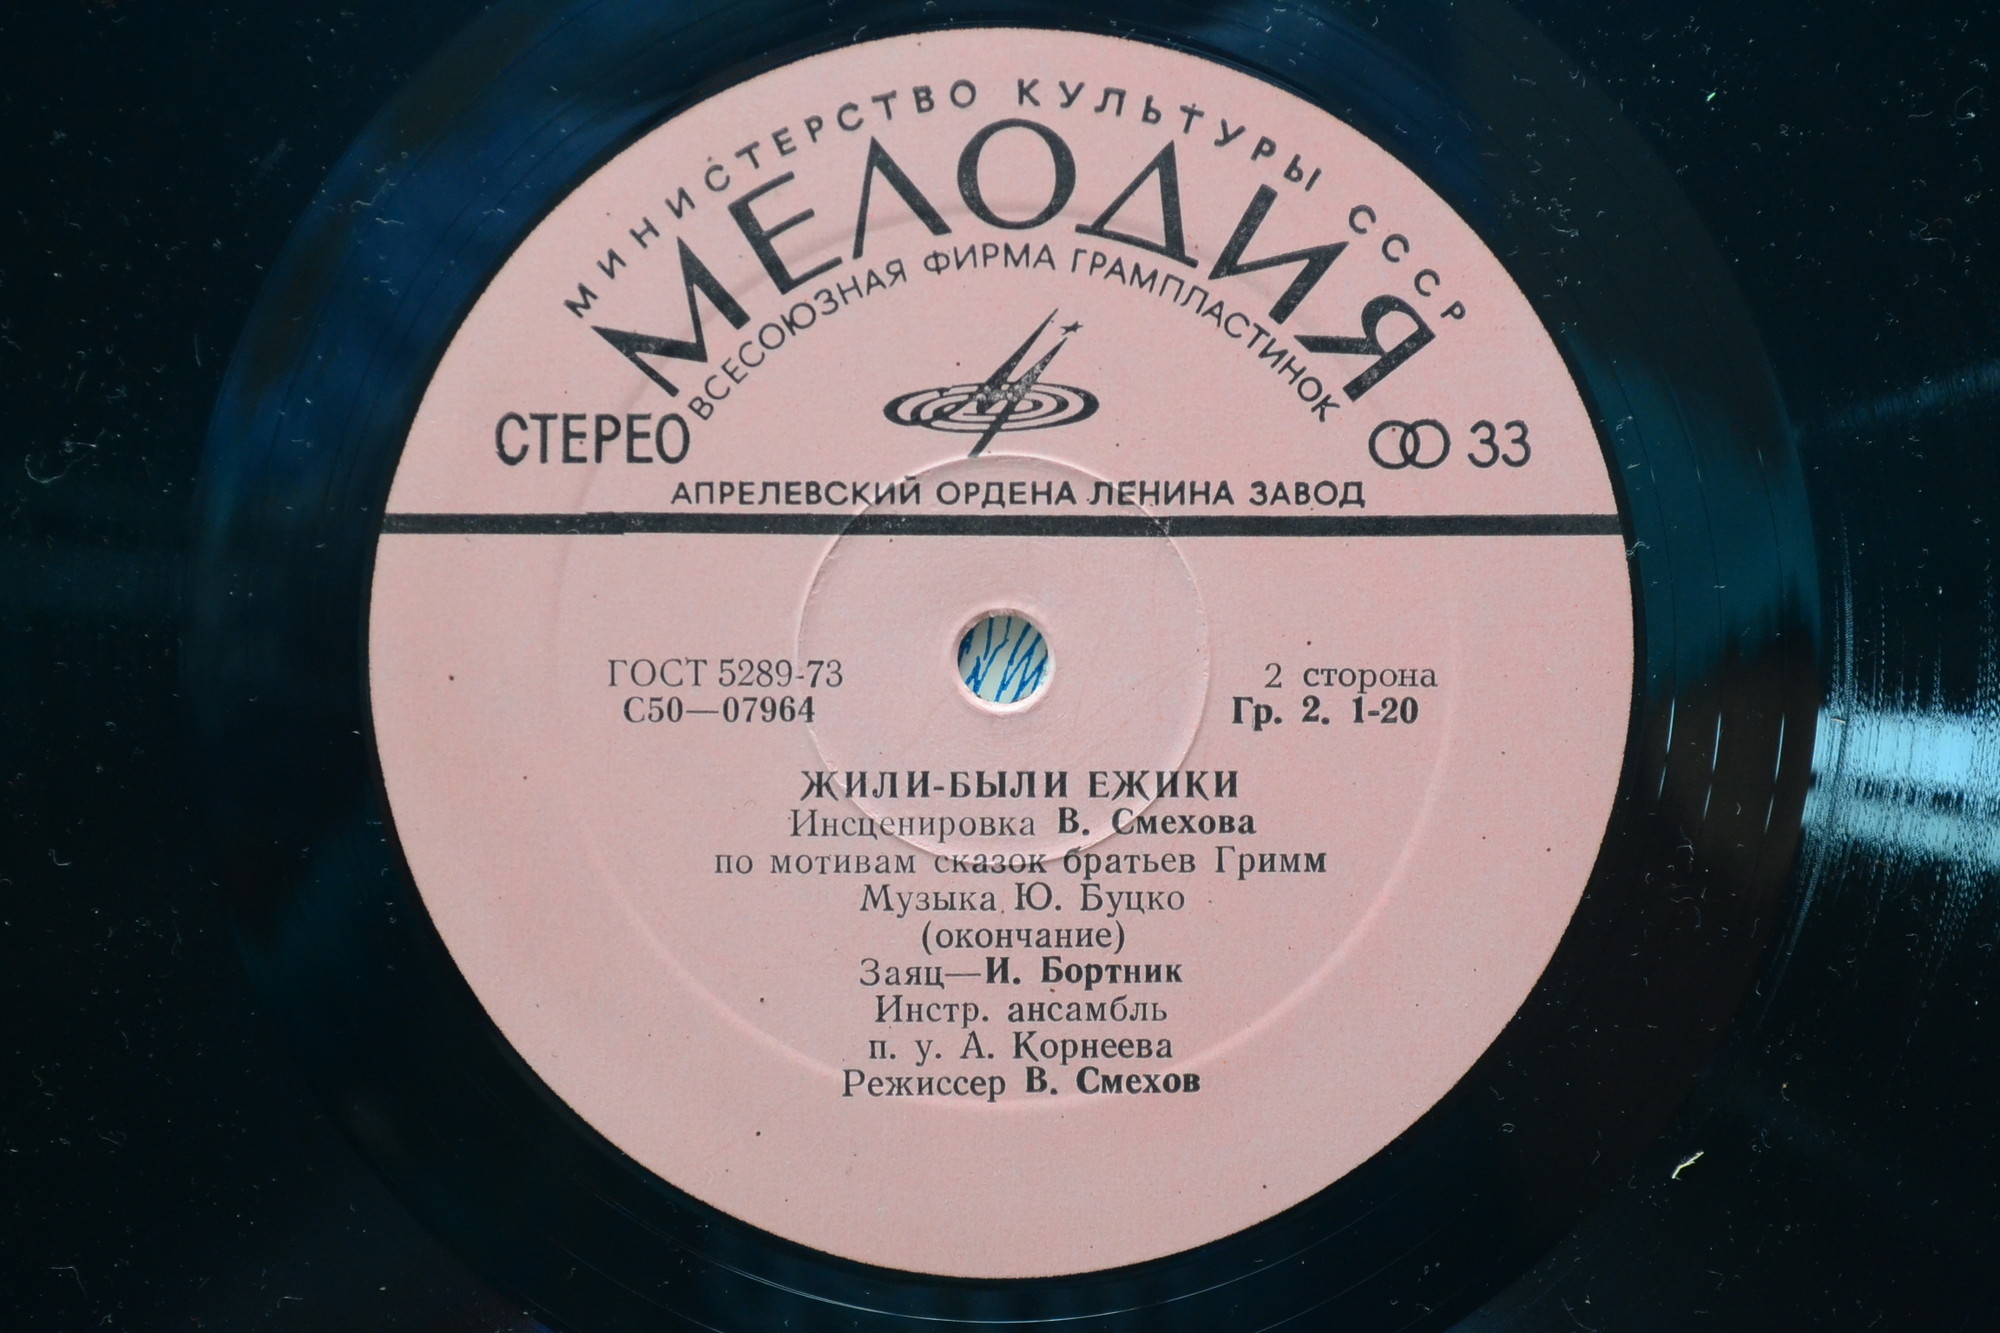 МИНИСТЕРСТВО КУЛЬТУРЫ СССР
МЕЛОДИЯ
ВСЕСОЮЗНАЯ ФИРМА ГРАМПЛАСТИНОК
СТЕРЕО
33
АПРЕЛЕВСКИЙ ОРДЕНА ЛЕНИНА ЗАВОД
ГОСТ 5289-73
2 сторона
С50—07964
Гр. 2. 1-20
ЖИЛИ-БЫЛИ ЕЖИКИ
Инсценировка В. Смехова
по мотивам сказок братьев Гримм
Музыка Ю. Буцко
(окончание)
Заяц—И. Бортник
Инстр. ансамбль
п. у. А. Корнеева
Режиссер В. Смехов